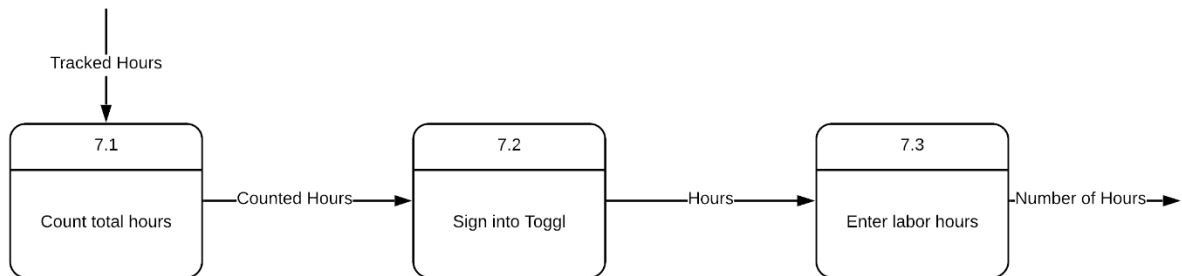 Tracked Hours
7.1
Count total hours
Counted Hours
7.2
Sign into Toggl
Hours
7.3
Enter labor hours
Number of Hours